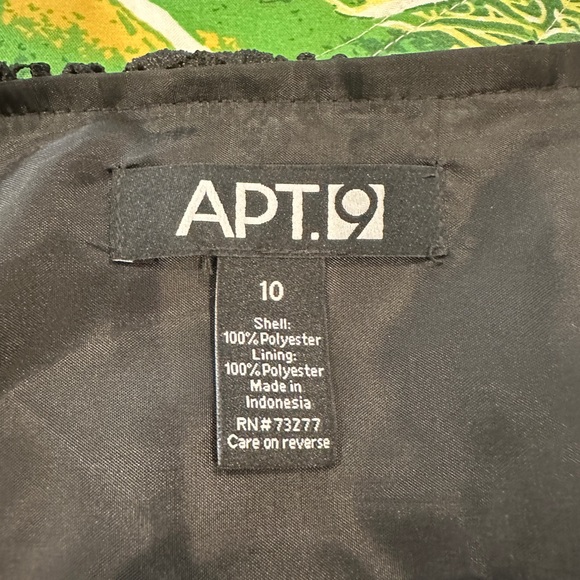 APT.9
10
Shell:
100% Polyester
Lining:
100% Polyester
Made in
Indonesia
RN# 73277
Care on reverse